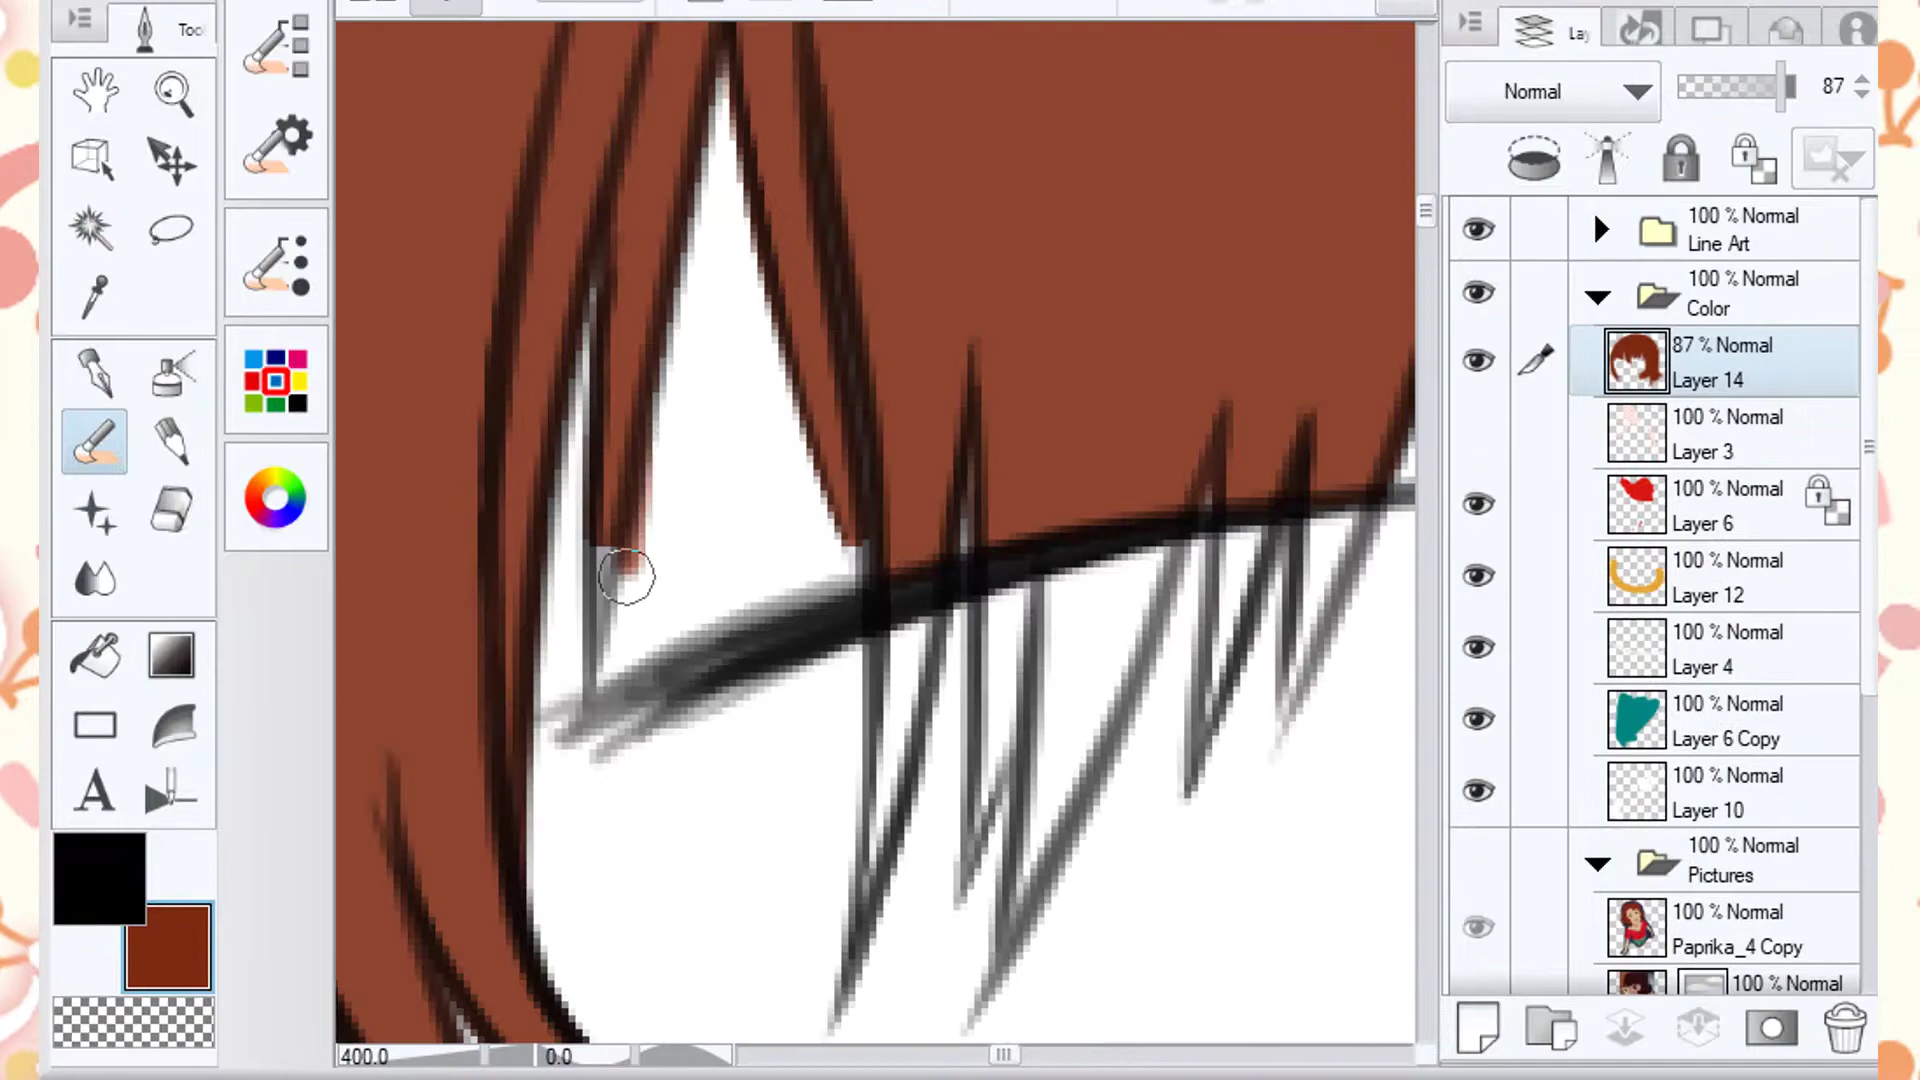 Too
Lay
Normal
87
100 % Normal
Line Art
100 % Normal
Color
87 % Normal
Layer 14
100 % Normal
Layer 3
100 % Normal
Layer 6
100 % Normal
Layer 12
100 % Normal
Layer 4
100 % Normal
Layer 6 Copy
100 % Normal
Layer 10
100 % Normal
Pictures
100 % Normal
Paprika_4 Copy
100 % Normal
A
400.0
0.0